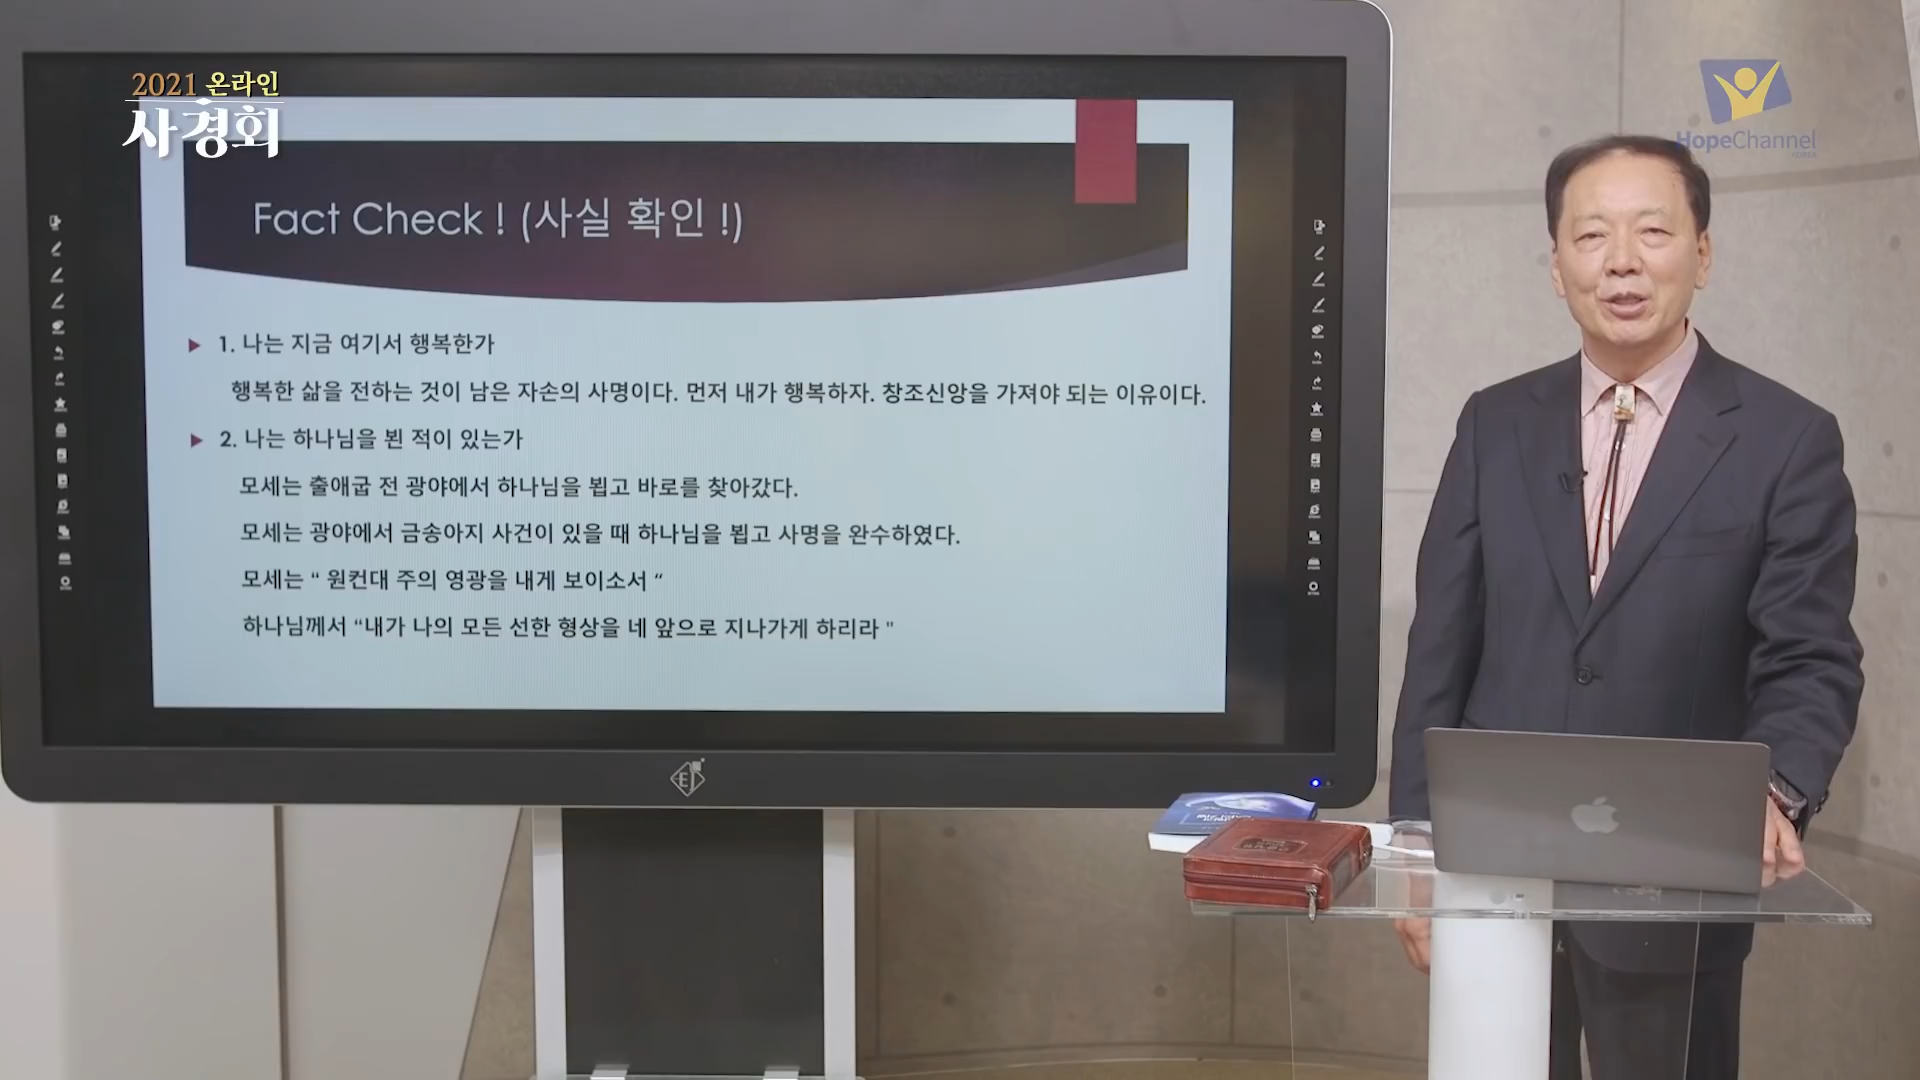 2021 온라인
사경회
HopeChannel
KOREA
Fact Check ! (사실 확인 !)
1. 나는 지금 여기서 행복한가
행복한 삶을 전하는 것이 남은 자손의 사명이다. 먼저 내가 행복하자. 창조신앙을 가져야 되는 이유이다.
2. 나는 하나님을 뵌 적이 있는가
모세는 출애굽 전 광야에서 하나님을 뵙고 바로를 찾아갔다.
모세는 광야에서 금송아지 사건이 있을 때 하나님을 뵙고 사명을 완수하였다.
모세는 “ 원컨대 주의 영광을 내게 보이소서 “
하나님께서 “내가 나의 모든 선한 형상을 네 앞으로 지나가게 하리라 "